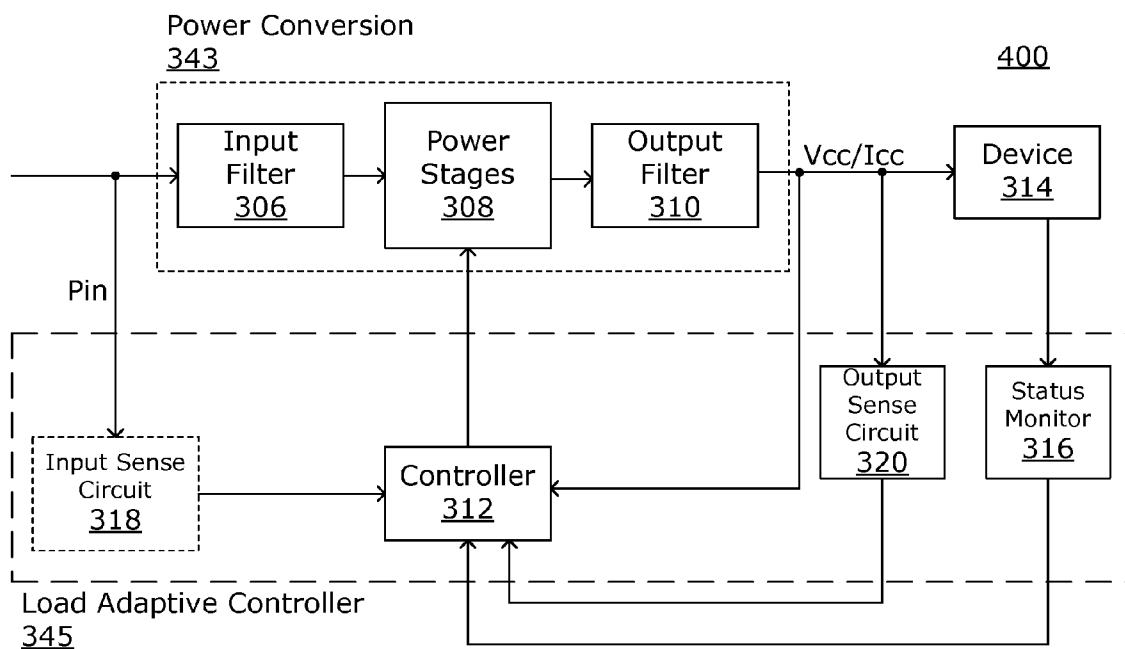 Power Conversion
343
400
Input
Filter
306
Power
Stages
308
Output
Filter
310
Vcc/Icc
Device
314
Pin
Output
Sense
Circuit
320
Status
Monitor
316
Input Sense
Circuit
318
Controller
312
Load Adaptive Controller
345